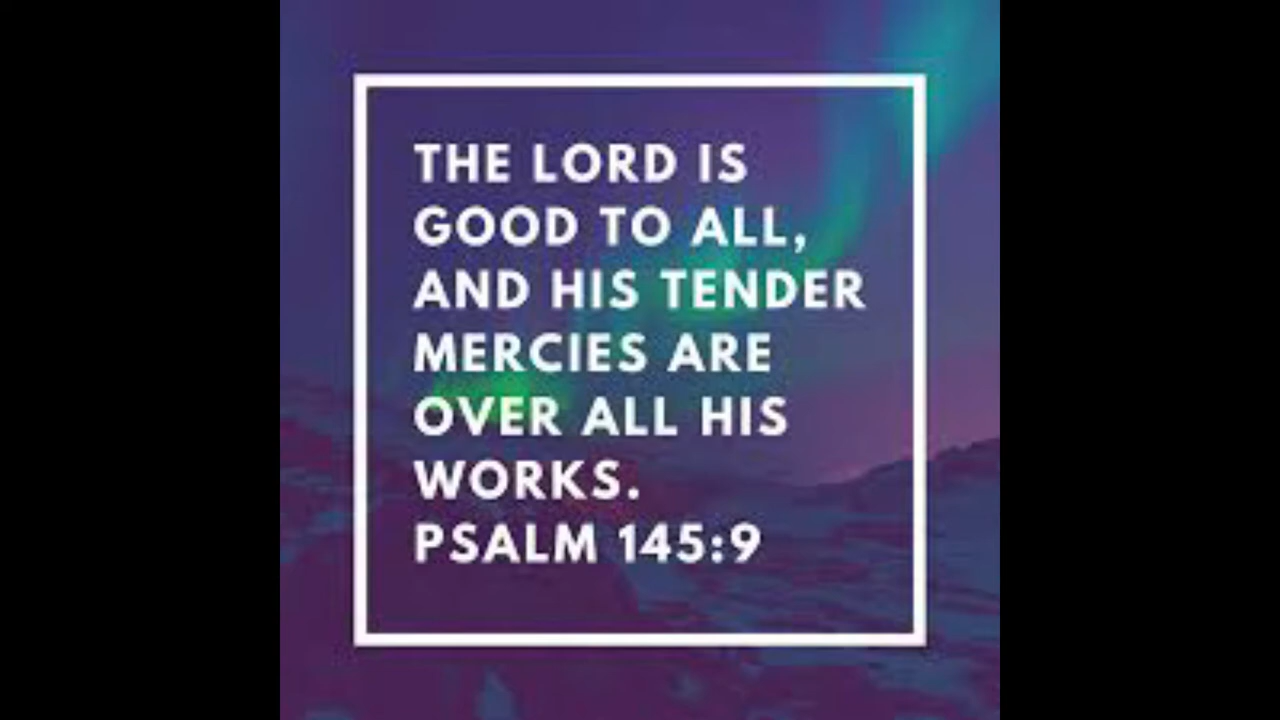 THE LORD IS
GOOD TO ALL,
AND HIS TENDER
MERCIES ARE
OVER ALL HIS
WORKS.
PSALM 145:9